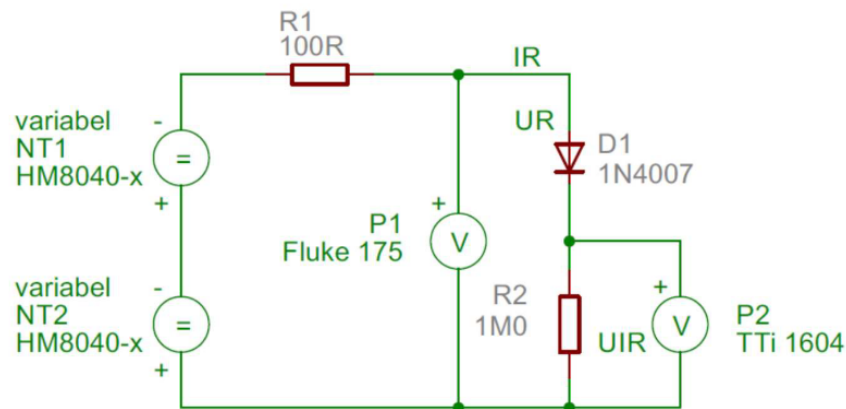 R1
100R
IR
variabel
NT1
HM8040-x
-
=
+
UR
D1
1N4007
+
P1
Fluke 175
V
variabel
NT2
HM8040-x
-
=
+
R2
1M0
UIR
+
V
P2
TTi 1604